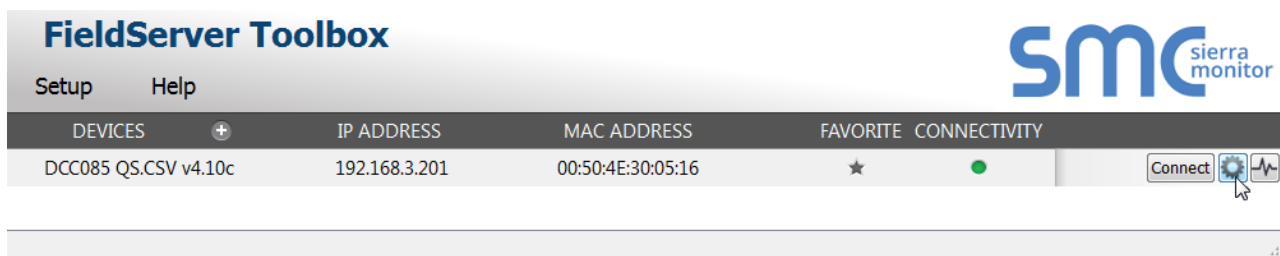 FieldServer Toolbox
smc sierra monitor
Setup Help
DEVICES IP ADDRESS MAC ADDRESS FAVORITE CONNECTIVITY
DCC085 QS.CSV v4.10c 192.168.3.201 00:50:4E:30:05:16 Connect